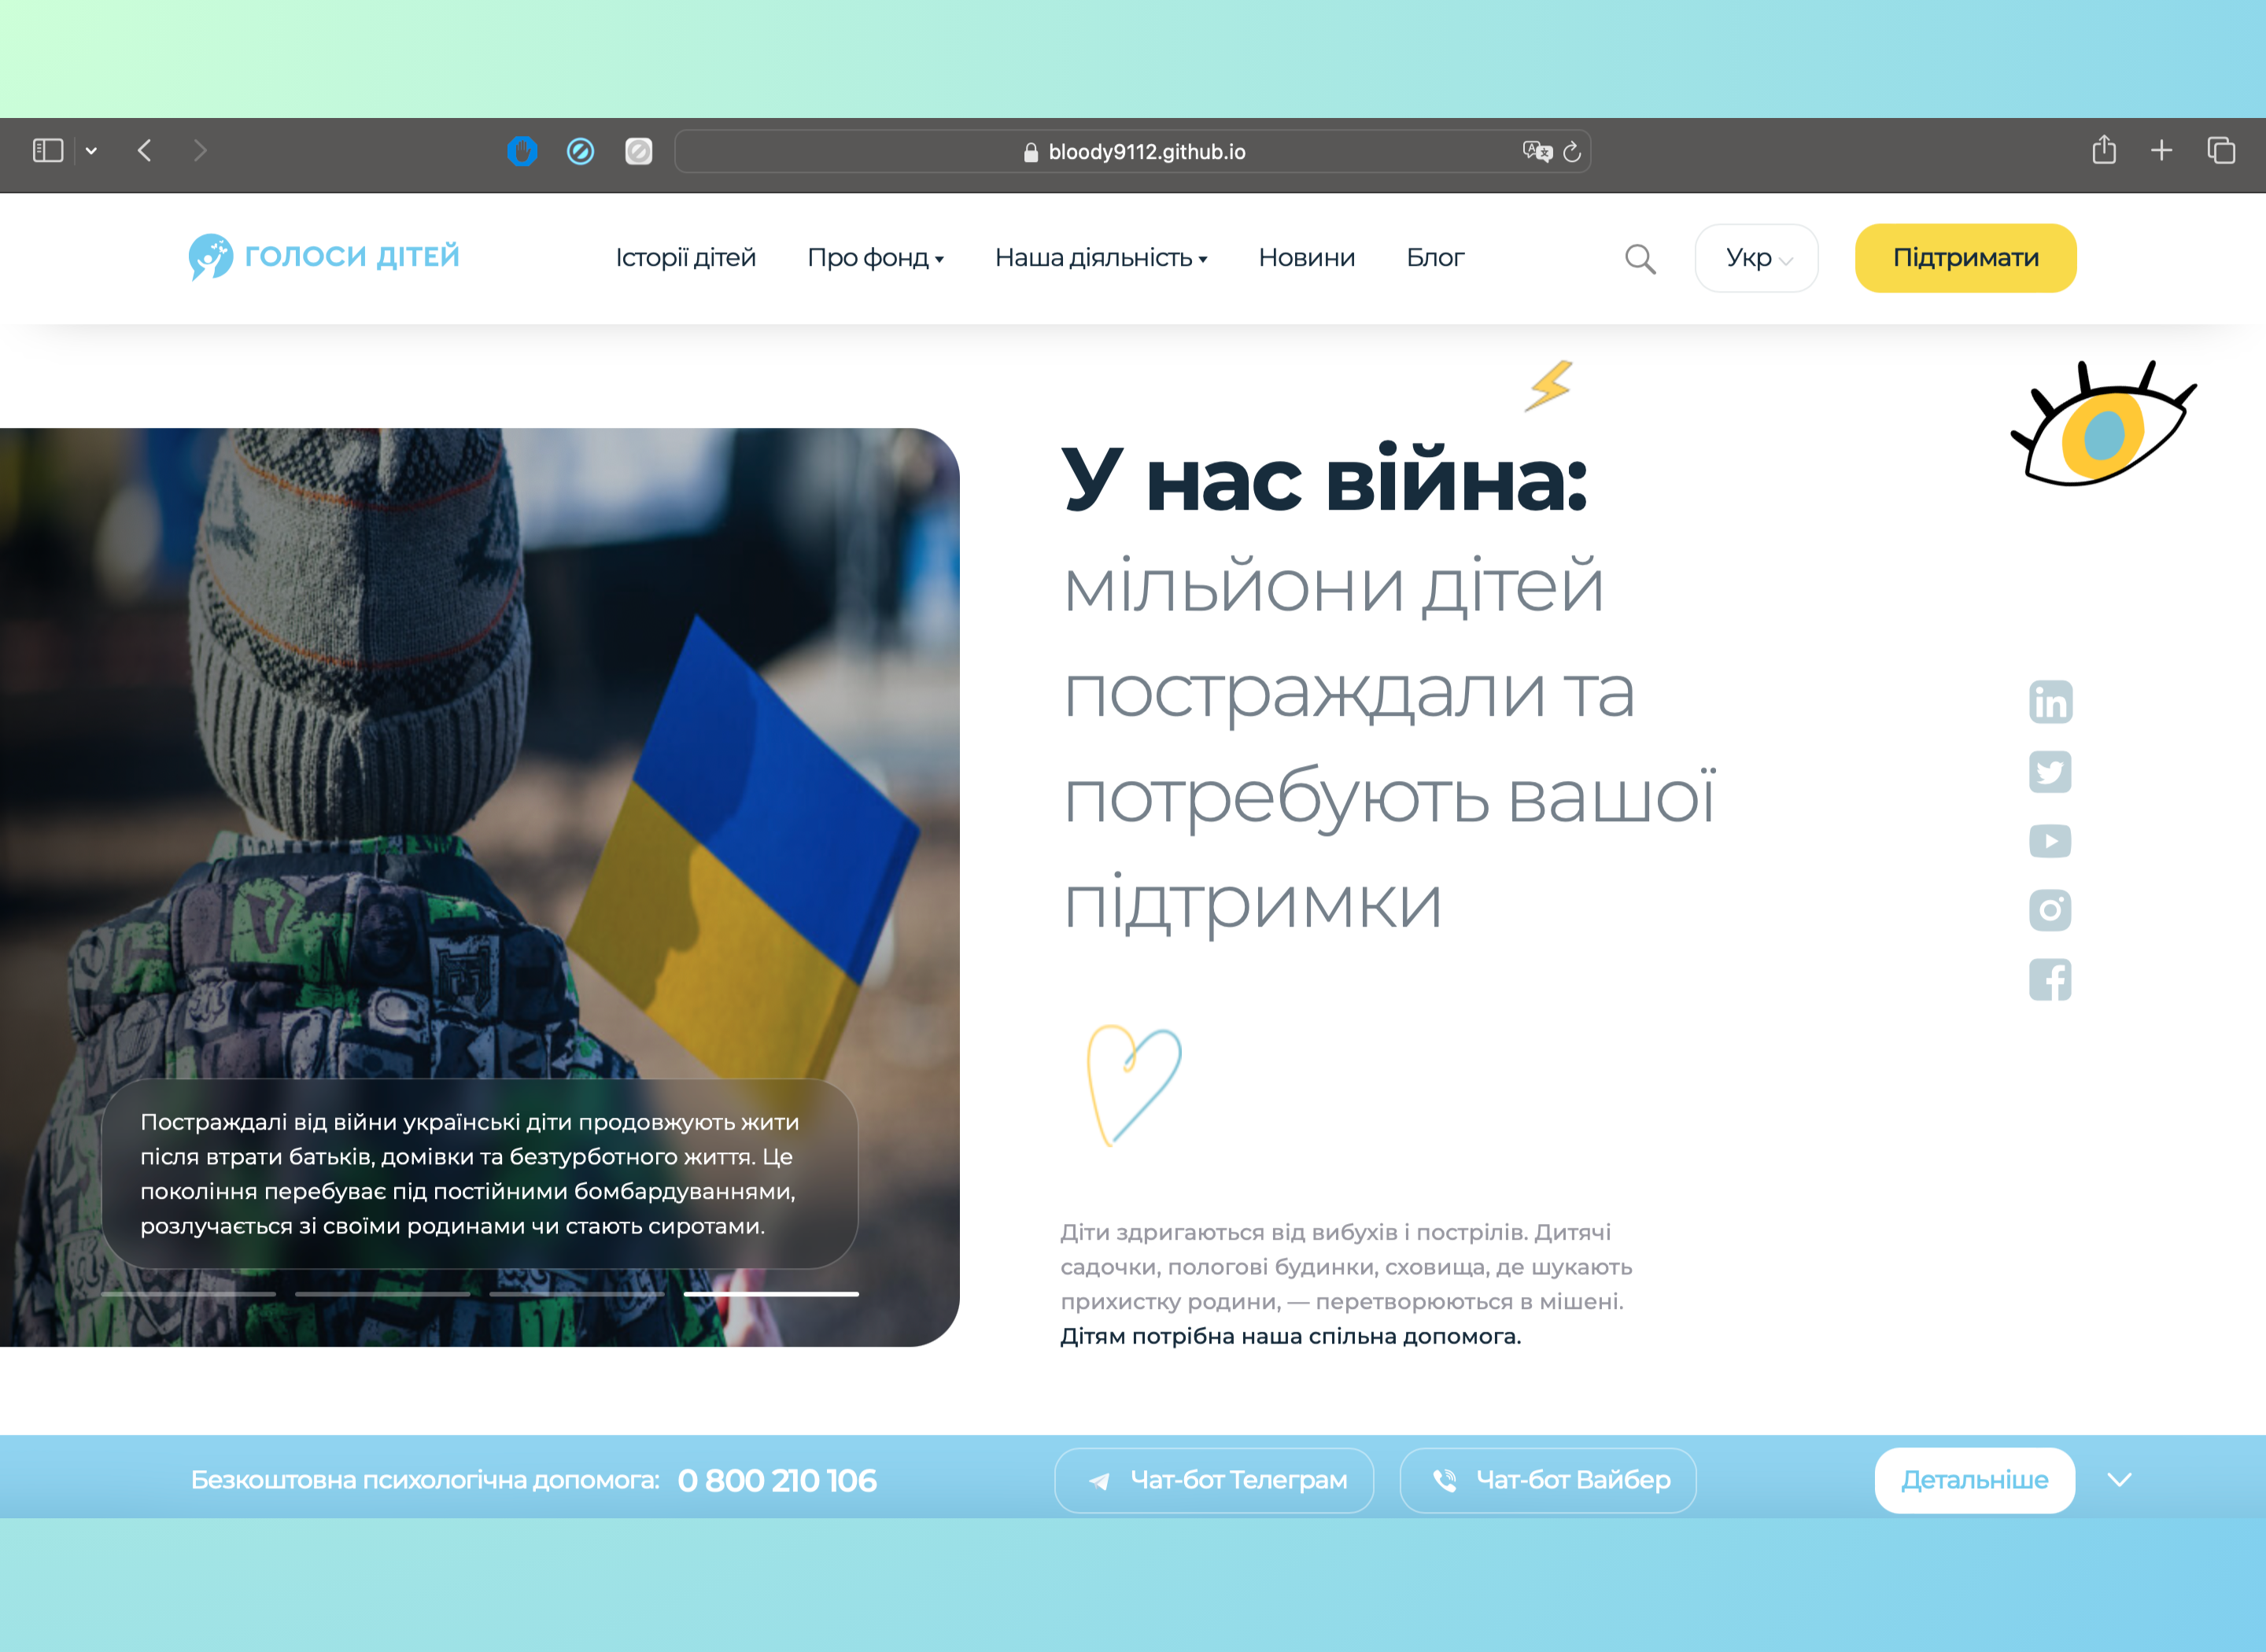 bloody9112.github.io
ГОЛОСИ ДІТЕЙ
Історії дітей
Про фонд
Наша діяльність
Новини
Блог
Укр
Підтримати
У нас війна:
мільйони дітей
постраждали та
потребують вашої
підтримки
Постраждалі від війни українські діти продовжують жити
після втрати батьків, домівки та безтурботного життя. Це
покоління перебуває під постійними бомбардуваннями,
розлучається зі своїми родинами чи стають сиротами.
Діти здригаються від вибухів і пострілів. Дитячі
садочки, пологові будинки, сховища, де шукають
прихистку родини, — перетворюються в мішені.
Дітям потрібна наша спільна допомога.
Безкоштовна психологічна допомога: 0 800 210 106
Чат-бот Телеграм
Чат-бот Вайбер
Детальніше